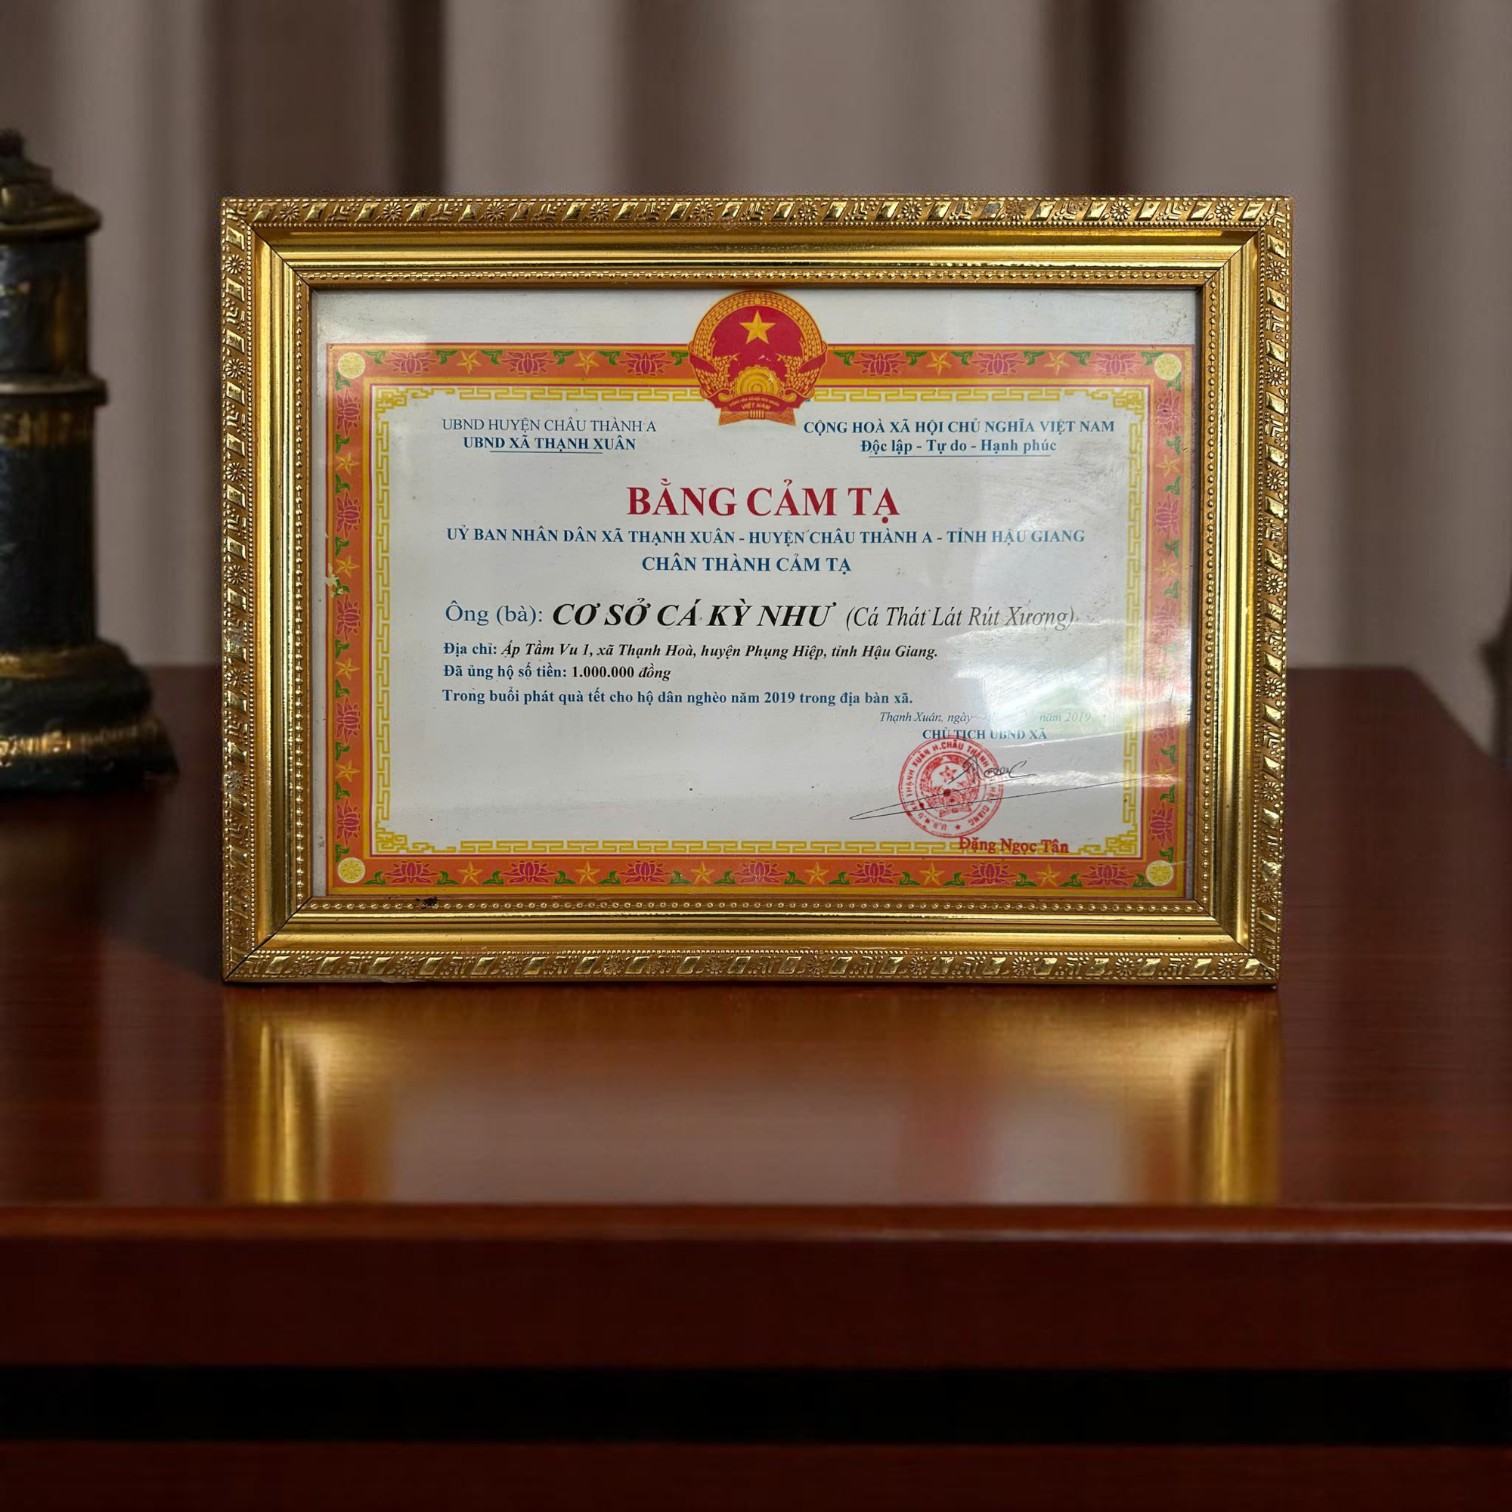 UBND HUYỆN CHÂU THÀNH A
UBND XÃ THẠNH XUÂN
CỘNG HOÀ XÃ HỘI CHỦ NGHĨA VIỆT NAM
Độc lập - Tự do - Hạnh phúc
VIỆT NAM
BẰNG CẢM TẠ
UỶ BAN NHÂN DÂN XÃ THẠNH XUÂN - HUYỆN CHÂU THÀNH A - TỈNH HẬU GIANG
CHÂN THÀNH CẢM TẠ
Ông (bà): CƠ SỞ CÁ KỲ NHƯ (Cá Thát Lát Rút Xương)
Địa chỉ: Ấp Tầm Vu 1, xã Thạnh Hoà, huyện Phụng Hiệp, tỉnh Hậu Giang.
Đã ủng hộ số tiền: 1.000.000 đồng
Trong buổi phát quà tết cho hộ dân nghèo năm 2019 trong địa bàn xã.
Thạnh Xuân, ngày năm 2019
CHỦ TỊCH UBND XÃ
Đặng Ngọc Tân